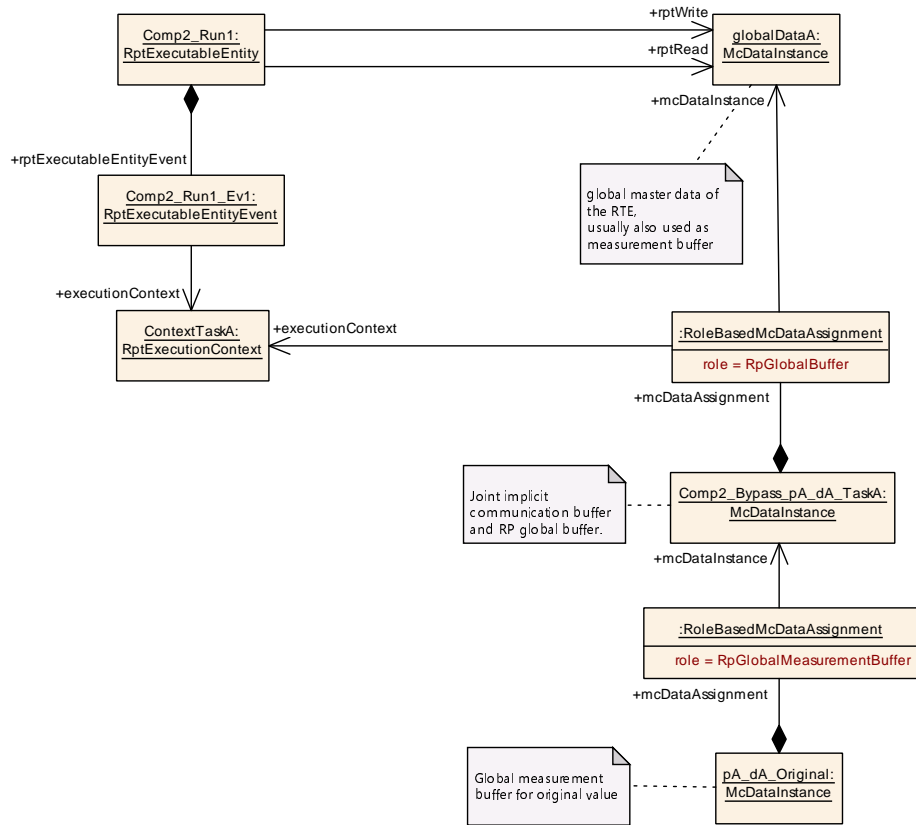 +rptWrite
Comp2_Run1:
RptExecutableEntity
globalDataA:
McDataInstance
+rptRead
+mcDataInstance
+rptExecutableEntityEvent
Comp2_Run1_Ev1:
RptExecutableEntityEvent
global master data of
the RTE,
usually also used as
measurement buffer
+executionContext
ContextTaskA:
RptExecutionContext
+executionContext
:RoleBasedMcDataAssignment
role = RpGlobalBuffer
+mcDataAssignment
Joint implicit
communication buffer
and RP global buffer.
Comp2_Bypass_pA_dA_TaskA:
McDataInstance
+mcDataInstance
:RoleBasedMcDataAssignment
role = RpGlobalMeasurementBuffer
+mcDataAssignment
Global measurement
buffer for original value
pA_dA_Original:
McDataInstance